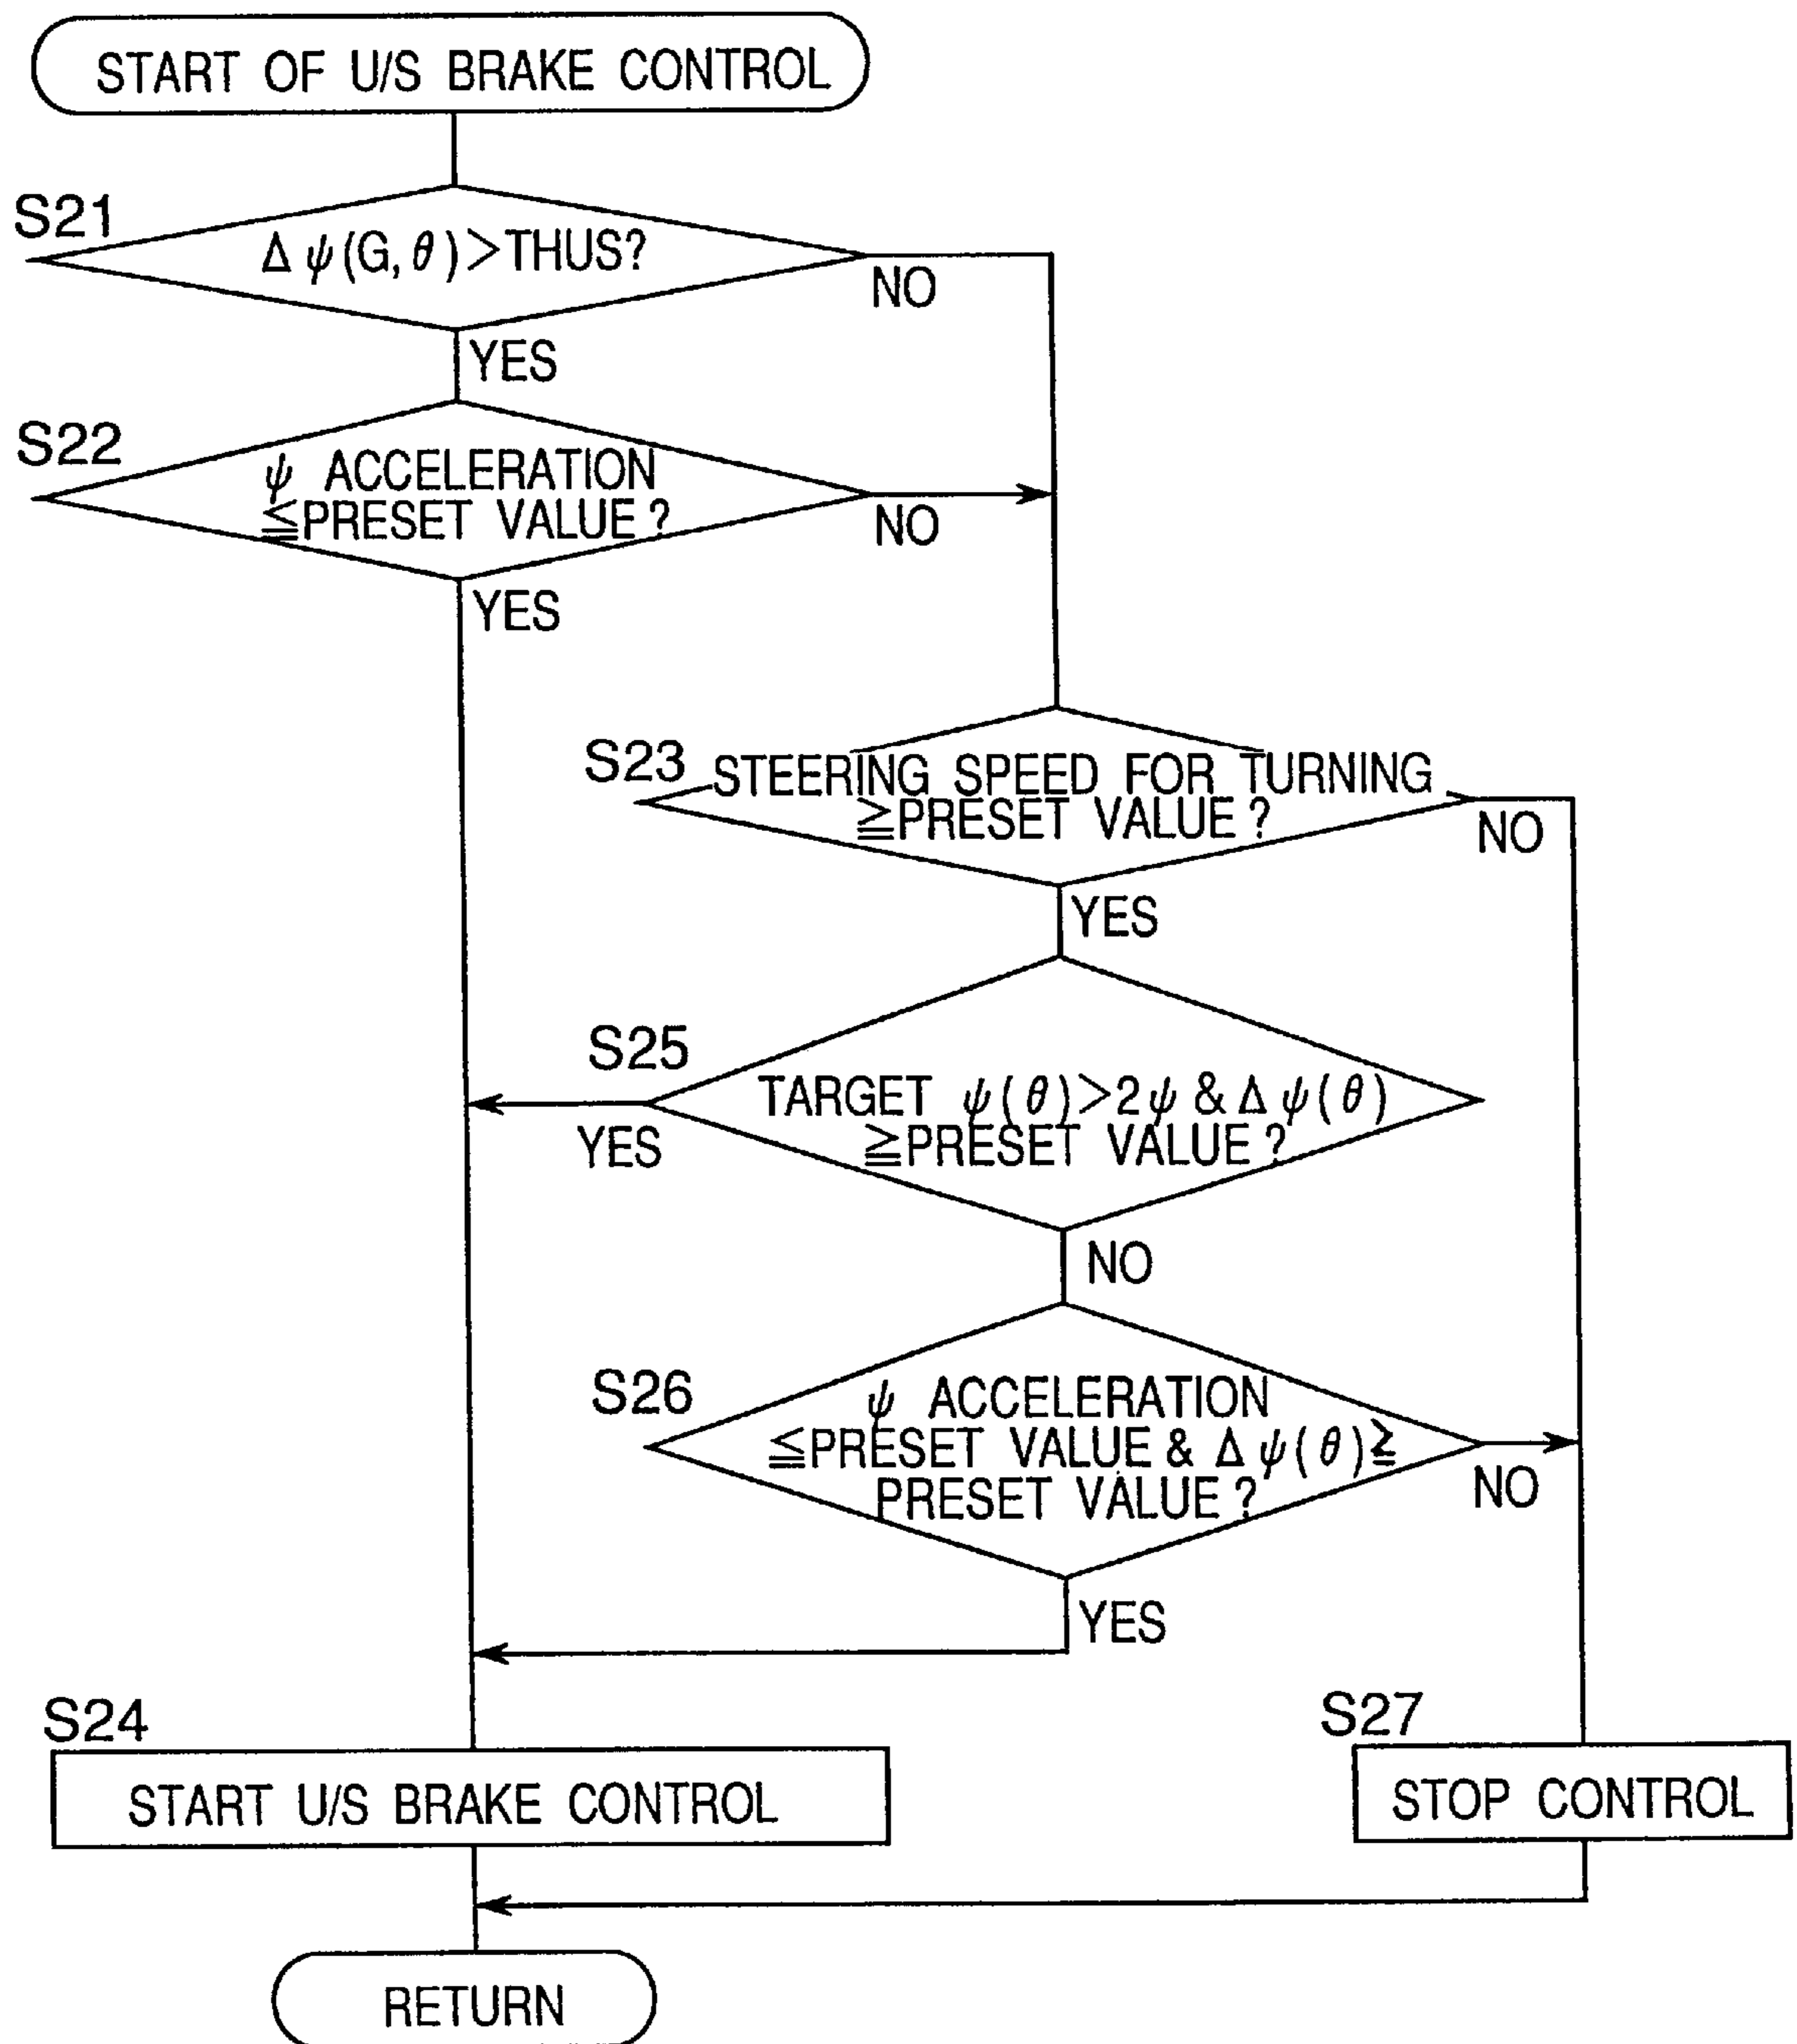 START OF U/S BRAKE CONTROL
S21
Δψ(G,θ)>THUS?
NO
YES
S22
ψ ACCELERATION
≦PRESET VALUE?
NO
YES
S23
STEERING SPEED FOR TURNING
≧PRESET VALUE?
NO
YES
S25
TARGET ψ(θ)>2ψ & Δψ(θ)
≧PRESET VALUE?
YES
NO
S26
ψ ACCELERATION
≦PRESET VALUE & Δψ(θ)≧
PRESET VALUE?
NO
YES
S24
START U/S BRAKE CONTROL
S27
STOP CONTROL
RETURN